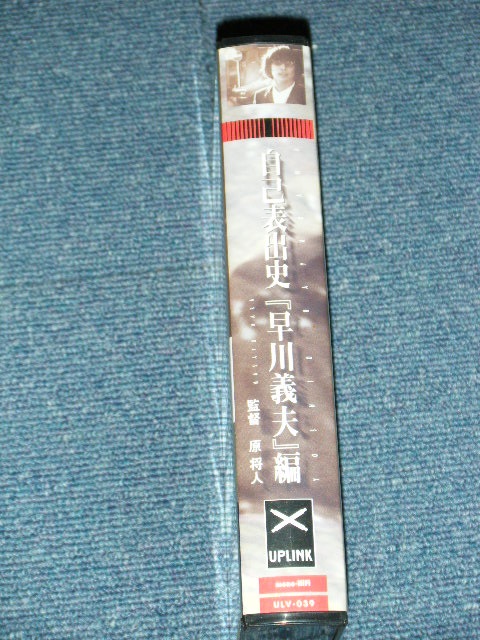 自己表出史『早川義夫』編
監督 原 将人
UPLINK
mono・HiFi
ULV-039